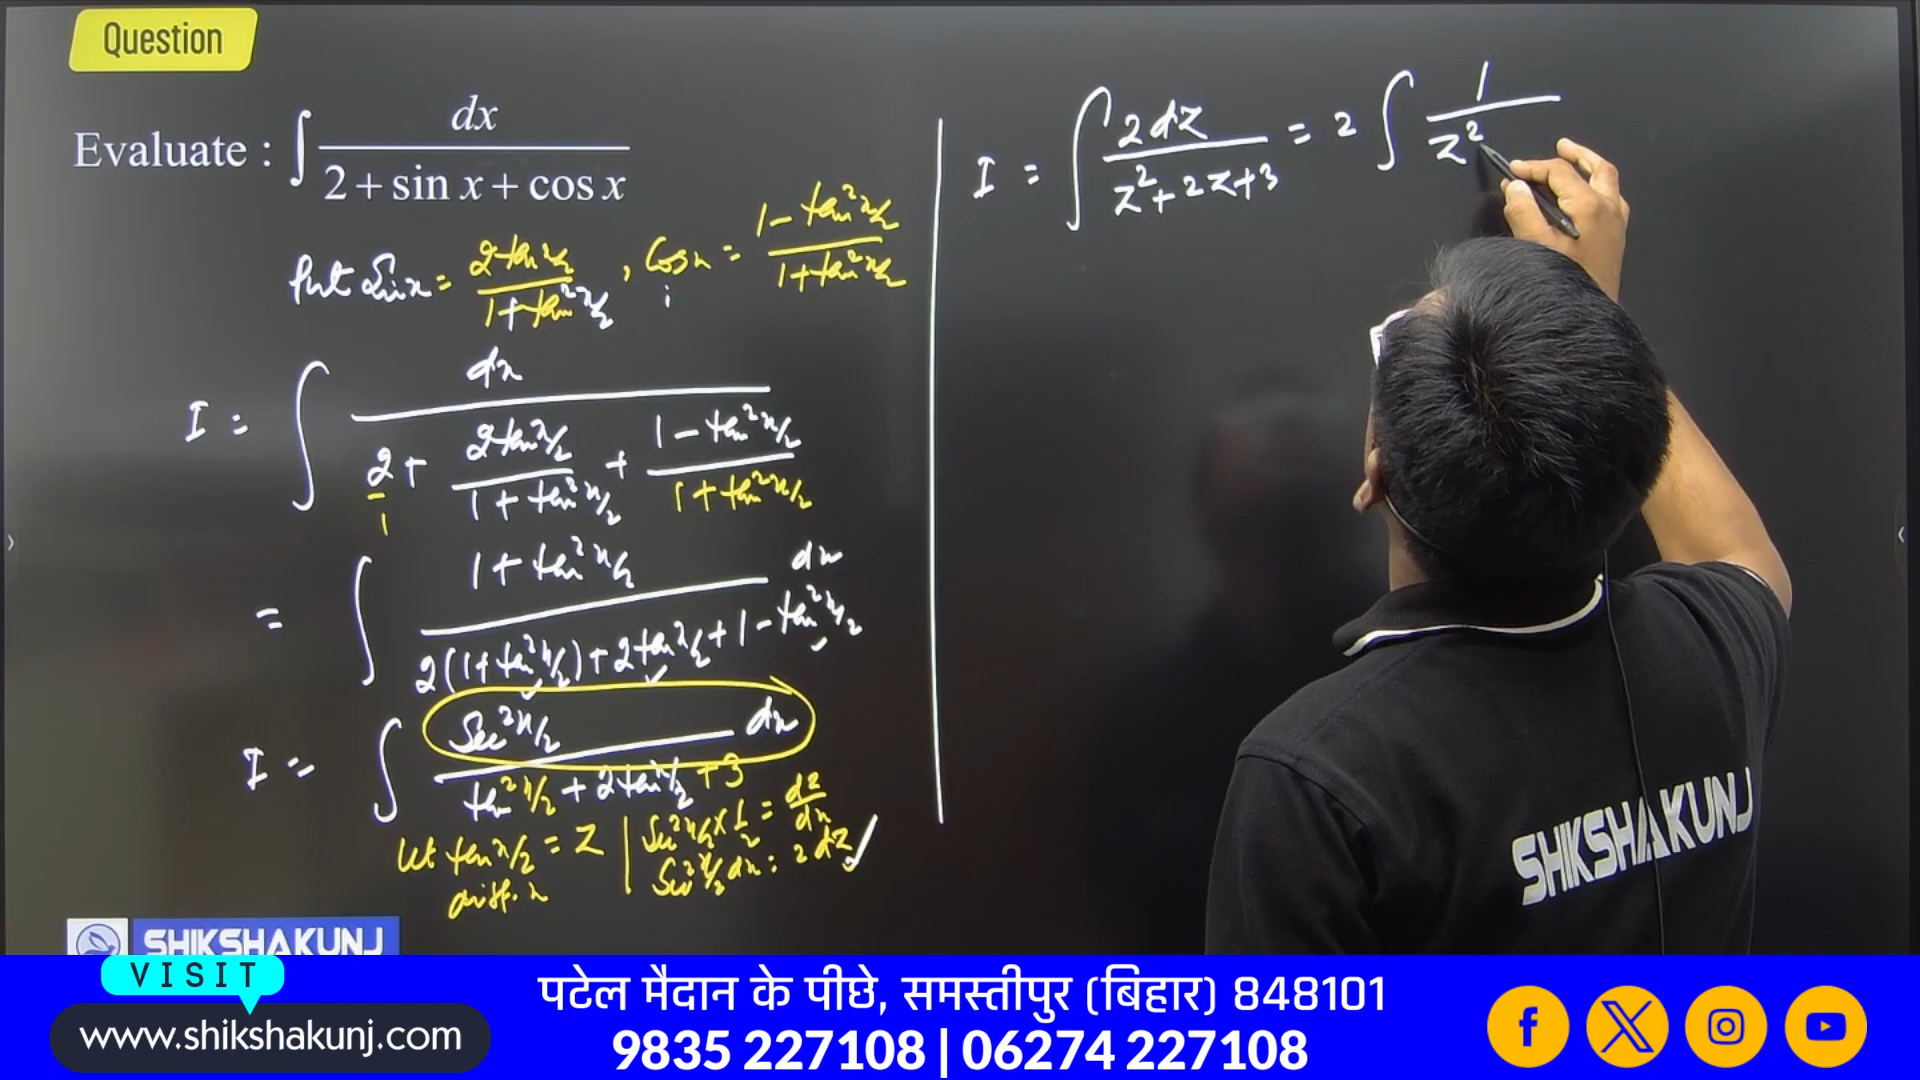 Question
Evaluate : ∫ dx / (2 + sin x + cos x)
Put Sin x = 2tan x/2 / (1 + tan² x/2) , Cos x = (1 - tan² x/2) / (1 + tan² x/2)
I = ∫ dx / (2/1 + 2tan x/2 / (1 + tan² x/2) + (1 - tan² x/2) / (1 + tan² x/2))
= ∫ (1 + tan² x/2) / (2(1 + tan² x/2) + 2tan x/2 + 1 - tan² x/2) dx
I = ∫ Sec² x/2 / (tan² x/2 + 2tan x/2 + 3) dx
let tan x/2 = Z | Sec² x/2 × 1/2 = dz/dx
diff. x | Sec² x/2 dx = 2 dZ ✓
I = ∫ 2dZ / (Z² + 2Z + 3) = 2 ∫ 1 / Z²
SHIKSHAKUNJ
SHIKSHAKUNJ
VISIT
www.shikshakunj.com
पटेल मैदान के पीछे, समस्तीपुर (बिहार) 848101
9835 227108 | 06274 227108